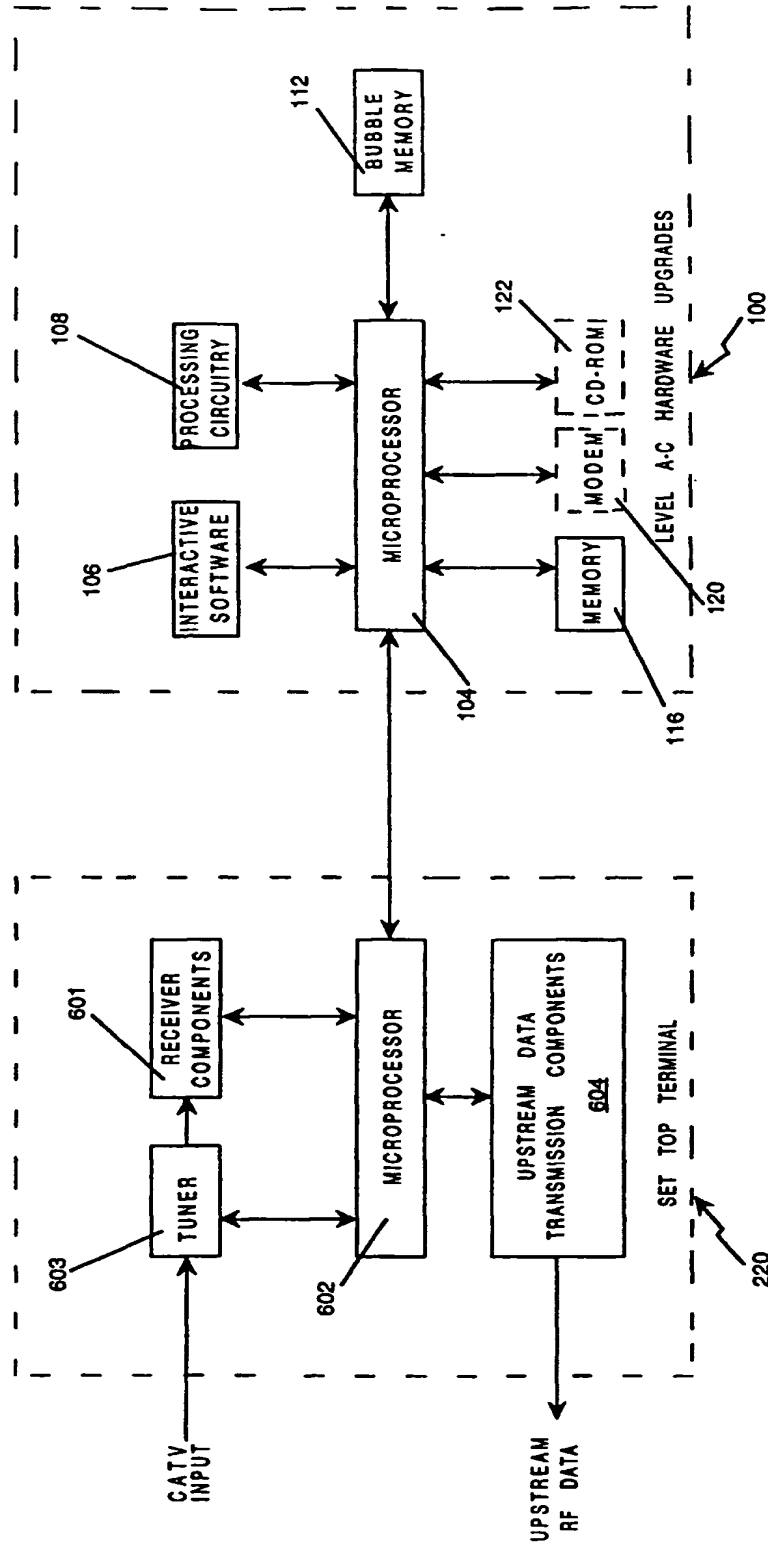 CATV
INPUT
603
TUNER
601
RECEIVER
COMPONENTS
602
MICROPROCESSOR
UPSTREAM DATA
TRANSMISSION COMPONENTS
604
UPSTREAM
RF DATA
SET TOP TERMINAL
220
106
INTERACTIVE
SOFTWARE
108
PROCESSING
CIRCUITRY
MICROPROCESSOR
104
112
BUBBLE
MEMORY
MEMORY
116
MODEM
120
CD-ROM
122
LEVEL A-C HARDWARE UPGRADES
100